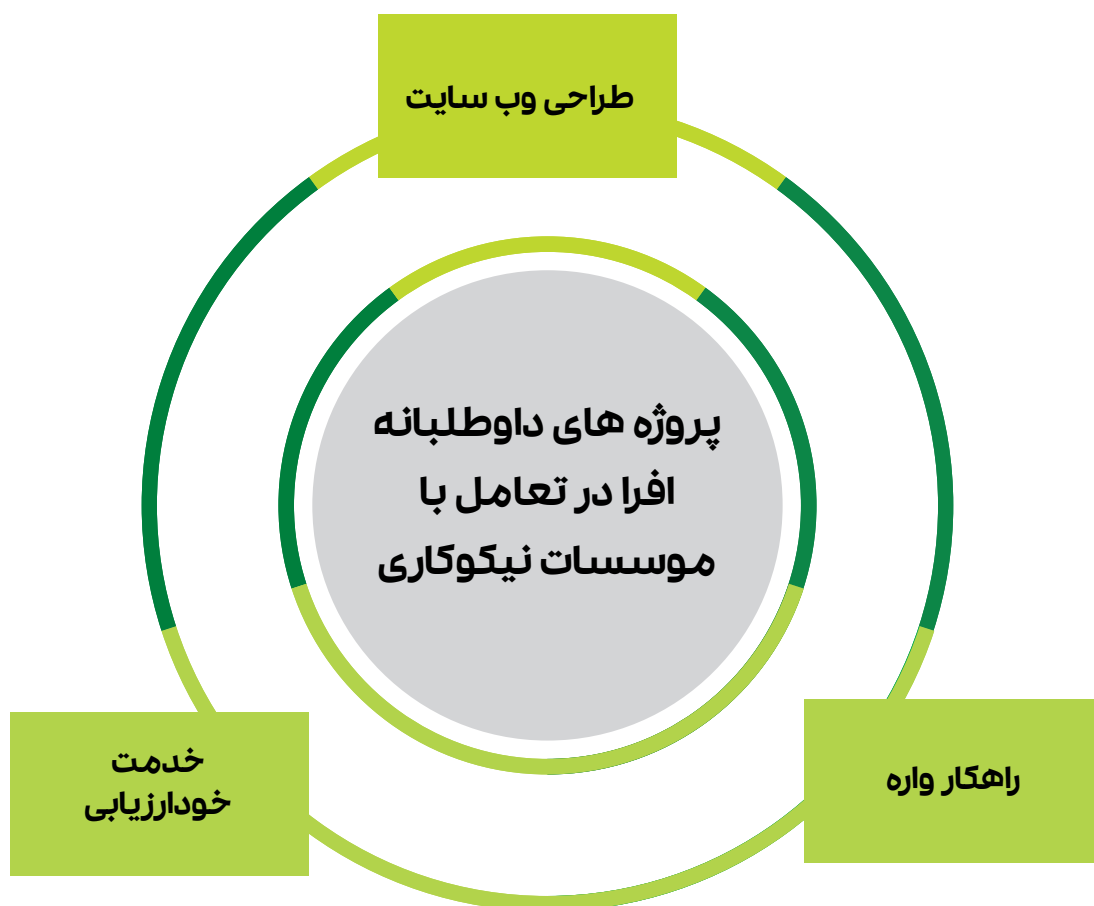 طراحی وب سایت
پروژه های داوطلبانه
افرا در تعامل با
موسسات نیکوکاری
راهکار واره
خدمت
خودارزیابی